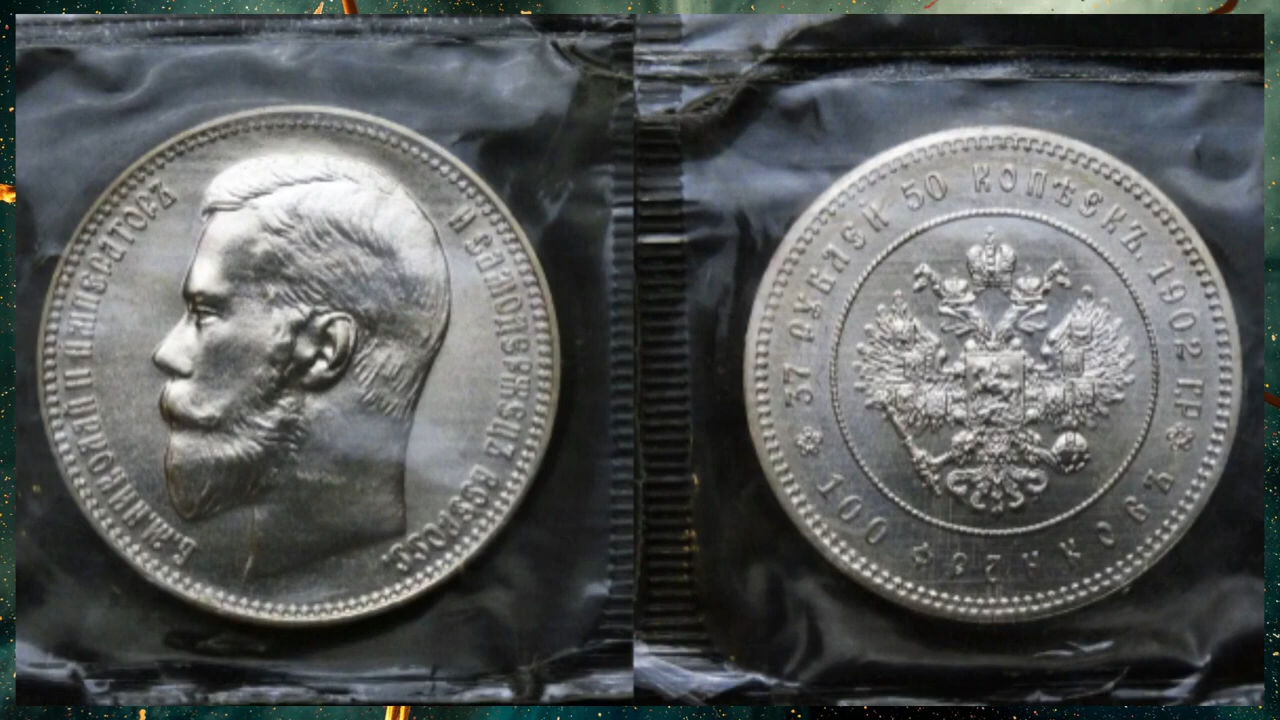 Б. М. НИКОЛАЙ II ИМПЕРАТОРЪ
И САМОДЕРЖЕЦЪ ВСЕРОСС.
37 РУБЛЕЙ 50 КОПѢЕКЪ. 1902 ГР
100 ФРАНКОВЪ